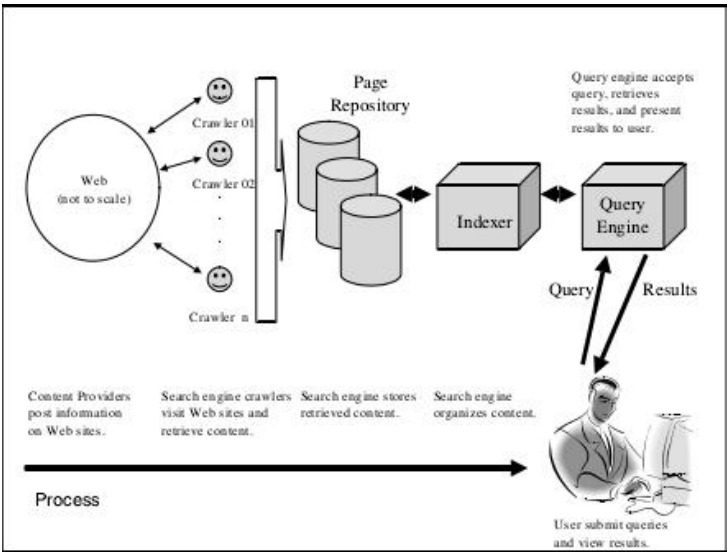 Page
Repository
Query engine accepts
query, retrieves
results, and present
results to user.
Crawler 01
Web
(not to scale)
Crawler 02
Crawler n
Indexer
Query
Engine
Query
Results
Content Providers
post information
on Web sites.
Search engine crawlers
visit Web sites and
retrieve content.
Search engine stores
retrieved content.
Search engine
organizes content.
Process
User submit queries
and view results.